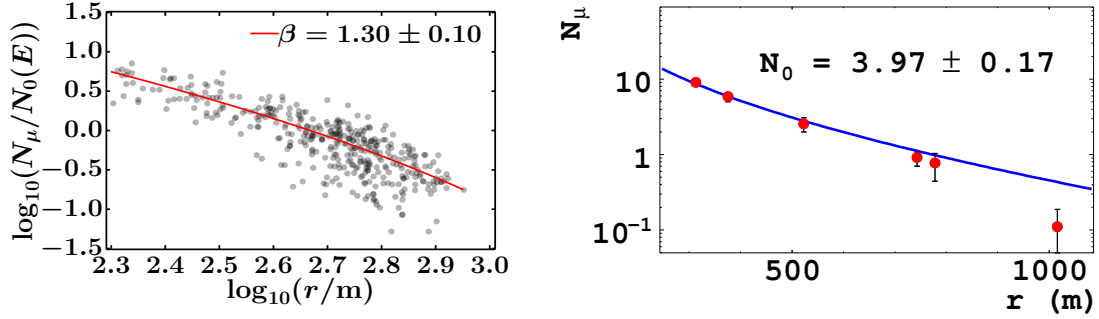 log₁₀(Nμ/N₀(E))
1.5
1.0
0.5
0.0
−0.5
−1.0
−1.5
β = 1.30 ± 0.10
2.3 2.4 2.5 2.6 2.7 2.8 2.9 3.0
log₁₀(r/m)
Nμ
10
1
10⁻¹
N₀ = 3.97 ± 0.17
500 1000
r (m)